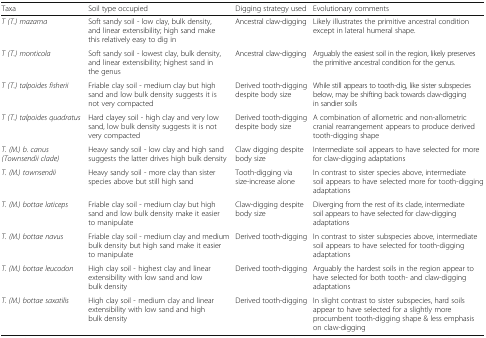 Taxa Soil type occupied Digging strategy used Evolutionary comments
T (T.) mazama Soft sandy soil - low clay, bulk density, Ancestral claw-digging Likely illustrates the primitive ancestral condition
and linear extensibility; high sand make except in lateral humeral shape.
this relatively easy to dig in
T (T.) monticola Soft sandy soil - lowest clay, bulk density, Ancestral claw-digging Arguably the easiest soil in the region, likely preserves
and linear extensibility; highest sand in the primitive ancestral condition for the genus.
the genus
T (T.) talpoides fisherii Friable clay soil - medium clay but high Derived tooth-digging While still appears to tooth-dig, like sister subspecies
sand and low bulk density suggests it is despite body size below, may be shifting back towards claw-digging
not very compacted in sandier soils
T (T.) talpoides quadratus Hard clayey soil - high clay and very low Derived tooth-digging A combination of allometric and non-allometric
sand, low bulk density suggests it is not despite body size cranial rearrangement appears to produce derived
very compacted tooth-digging shape
T. (M.) b. canus Heavy sandy soil - low clay and high sand Claw digging despite Intermediate soil appears to have selected for more
(Townsendii clade) suggests the latter drives high bulk density body size for claw-digging adaptations
T. (M.) townsendii Heavy sandy soil - more clay than sister Tooth-digging via In contrast to sister species above, intermediate
species above but still high sand size-increase alone soil appears to have selected more for tooth-digging
adaptations
T. (M.) bottae laticeps Friable clay soil - medium clay but high Claw-digging despite Diverging from the rest of its clade, intermediate
sand and low bulk density make it easier body size soil appears to have selected for claw-digging
to manipulate adaptations
T. (M.) bottae navus Friable clay soil - medium clay and medium Derived tooth-digging In contrast to sister subspecies above, intermediate
bulk density but high sand make it easier soil appears to have selected for tooth-digging
to manipulate adaptations
T. (M.) bottae leucodon High clay soil - highest clay and linear Derived tooth-digging Arguably the hardest soils in the region appear to
extensibility with low sand and low have selected for both tooth- and claw-digging
bulk density adaptations
T. (M.) bottae saxatilis High clay soil - medium clay and linear Derived tooth-digging In slight contrast to sister subspecies, hard soils
extensibility with low sand and high appear to have selected for a slightly more
bulk density procumbent tooth-digging shape & less emphasis
on claw-digging